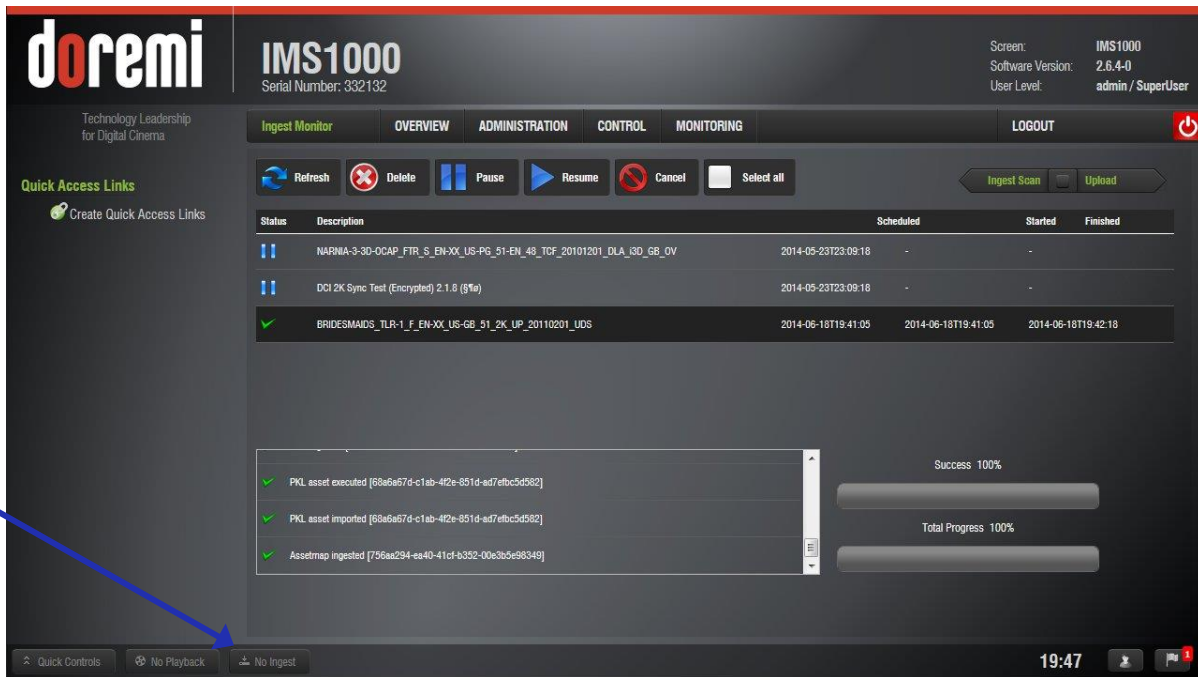 doremi
Technology Leadership
for Digital Cinema
IMS1000
Serial Number: 332132
Screen: IMS1000
Software Version: 2.6.4-0
User Level: admin / SuperUser
Ingest Monitor OVERVIEW ADMINISTRATION CONTROL MONITORING LOGOUT
Quick Access Links
Create Quick Access Links
Refresh Delete Pause Resume Cancel Select all Ingest Scan Upload
Status Description Scheduled Started Finished
NARNIA-3-3D-OCAP_FTR_S_EN-XX_US-PG_51-EN_48_TCF_20101201_DLA_i3D_GB_OV 2014-05-23T23:09:18 - -
DCI 2K Sync Test (Encrypted) 2.1.8 (§¶ø) 2014-05-23T23:09:18 - -
BRIDESMAIDS_TLR-1_F_EN-XX_US-GB_51_2K_UP_20110201_UDS 2014-06-18T19:41:05 2014-06-18T19:41:05 2014-06-18T19:42:18
PKL asset executed [68a6a67d-c1ab-4f2e-851d-ad7efbc5d582]
PKL asset imported [68a6a67d-c1ab-4f2e-851d-ad7efbc5d582]
Assetmap ingested [756aa294-ea40-41cf-b352-00e3b5e98349]
Success 100%
Total Progress 100%
Quick Controls No Playback No Ingest 19:47 1